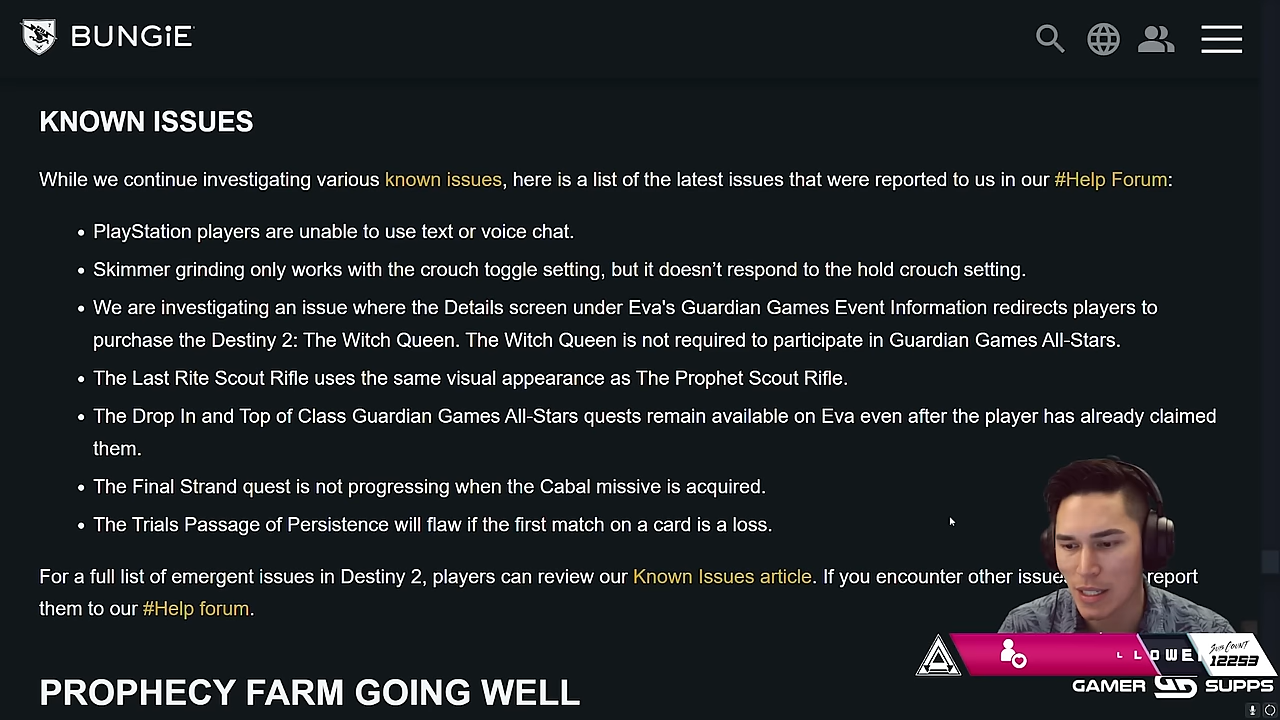 BUNGiE
KNOWN ISSUES
While we continue investigating various known issues, here is a list of the latest issues that were reported to us in our #Help Forum:
• PlayStation players are unable to use text or voice chat.
• Skimmer grinding only works with the crouch toggle setting, but it doesn’t respond to the hold crouch setting.
• We are investigating an issue where the Details screen under Eva's Guardian Games Event Information redirects players to
purchase the Destiny 2: The Witch Queen. The Witch Queen is not required to participate in Guardian Games All-Stars.
• The Last Rite Scout Rifle uses the same visual appearance as The Prophet Scout Rifle.
• The Drop In and Top of Class Guardian Games All-Stars quests remain available on Eva even after the player has already claimed
them.
• The Final Strand quest is not progressing when the Cabal missive is acquired.
• The Trials Passage of Persistence will flaw if the first match on a card is a loss.
For a full list of emergent issues in Destiny 2, players can review our Known Issues article. If you encounter other issue report
them to our #Help forum.
LLOWE
SUB COUNT
12253
GAMER SUPPS
PROPHECY FARM GOING WELL